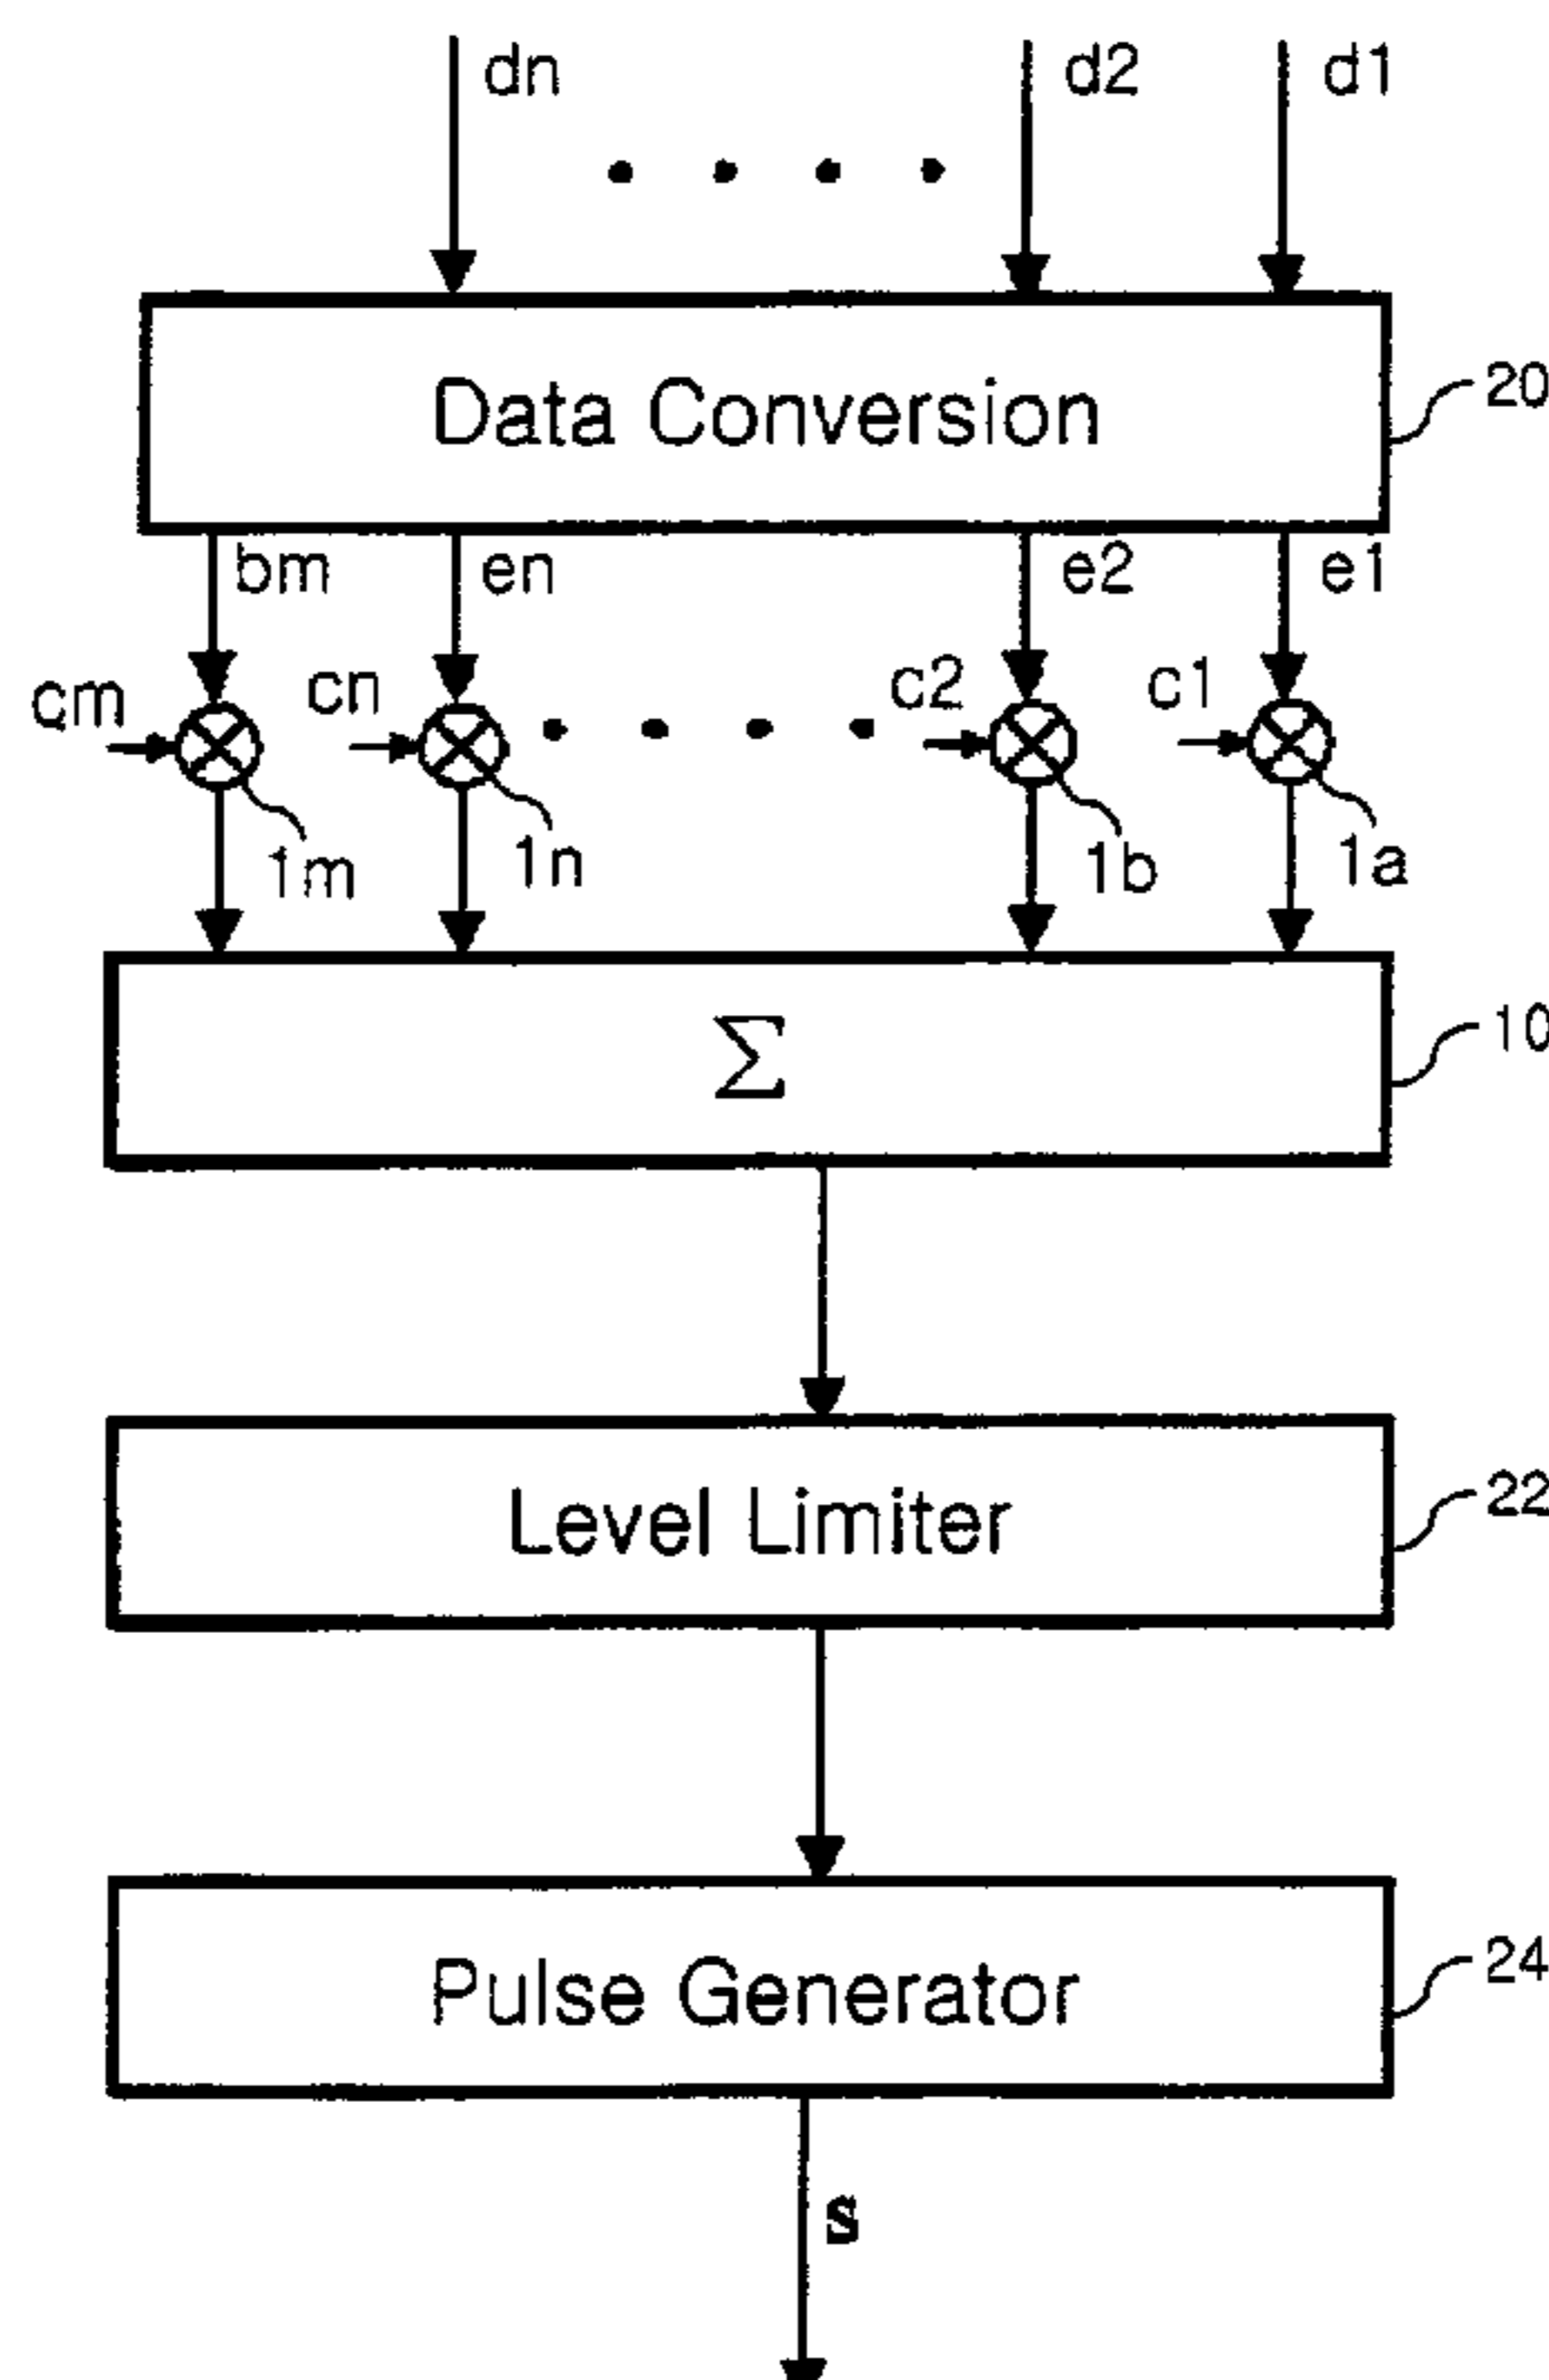 dn d2 d1
Data Conversion 20
bm en e2 e1
cm cn c2 c1
1m 1n 1b 1a
Σ 10
Level Limiter 22
Pulse Generator 24
s